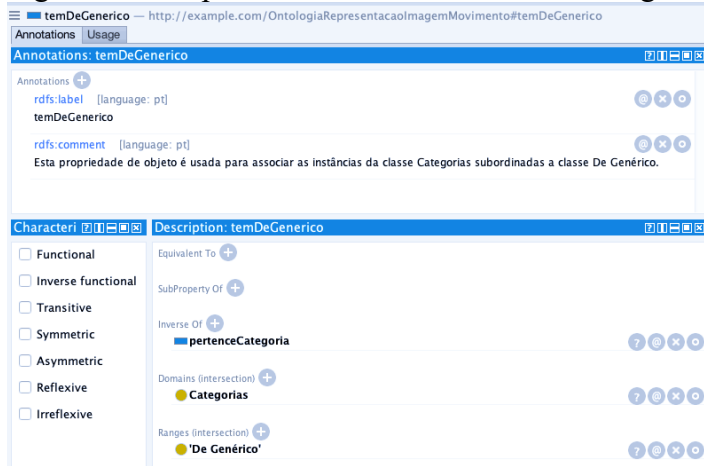 temDeGenerico — http://example.com/OntologiaRepresentacaoImagemMovimento#temDeGenerico
Annotations Usage
Annotations: temDeGenerico
Annotations
rdfs:label [language: pt]
temDeGenerico
rdfs:comment [language: pt]
Esta propriedade de objeto é usada para associar as instâncias da classe Categorias subordinadas a classe De Genérico.
Characteri
Functional
Inverse functional
Transitive
Symmetric
Asymmetric
Reflexive
Irreflexive
Description: temDeGenerico
Equivalent To
SubProperty Of
Inverse Of
pertenceCategoria
Domains (intersection)
Categorias
Ranges (intersection)
'De Genérico'